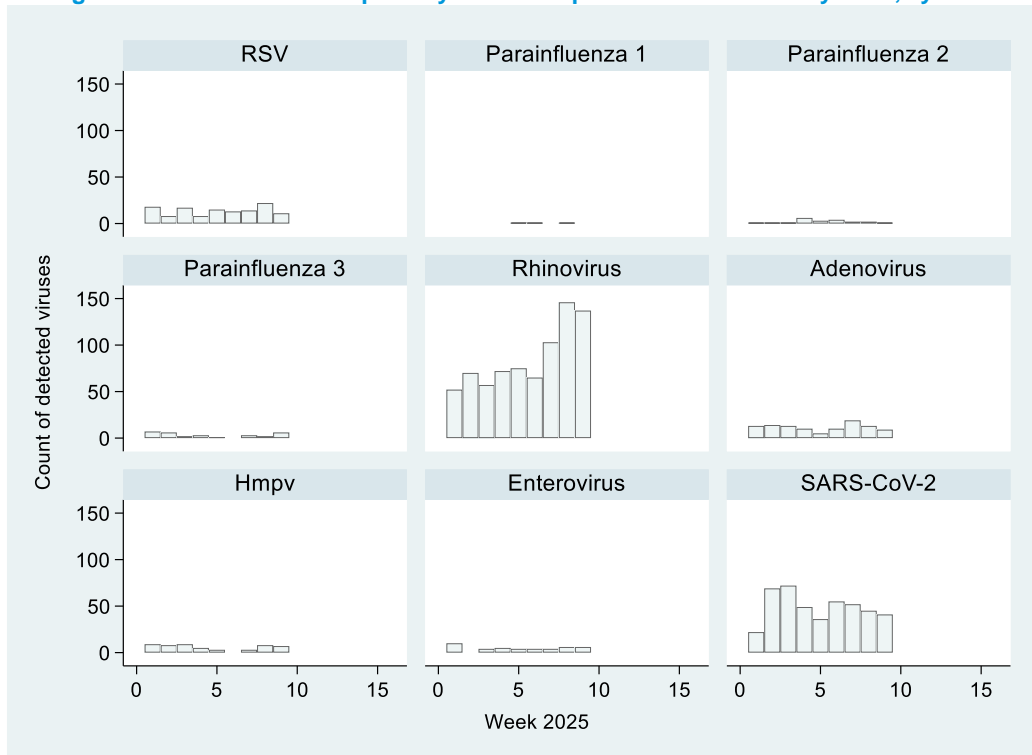 RSV Parainfluenza 1 Parainfluenza 2
150
100
50
0
Parainfluenza 3 Rhinovirus Adenovirus
150
100
50
0
Hmpv Enterovirus SARS-CoV-2
150
100
50
0
0 5 10 15 0 5 10 15 0 5 10 15
Count of detected viruses
Week 2025